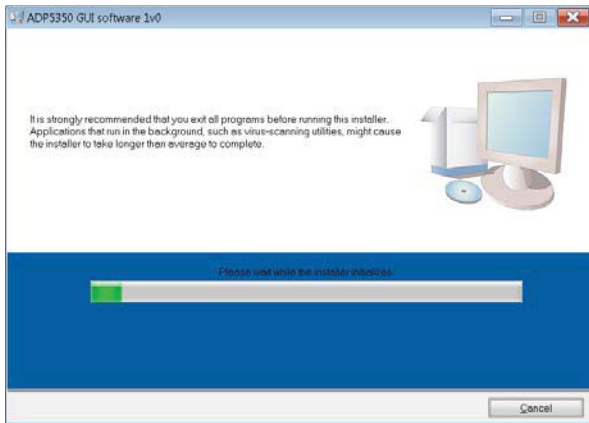 ADP5350 GUI software 1v0
It is strongly recommended that you exit all programs before running this installer.
Applications that run in the background, such as virus-scanning utilities, might cause
the installer to take longer than average to complete.
Please wait while the installer initializes.
Cancel